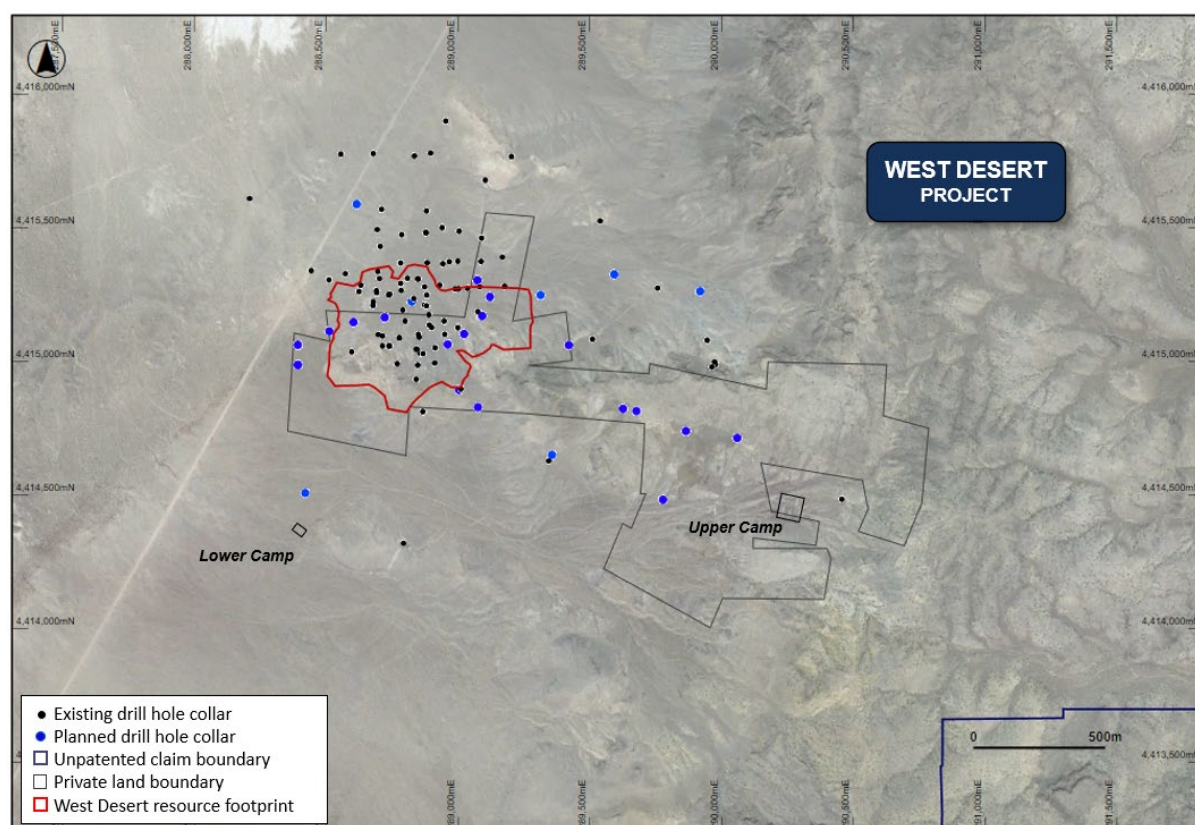 287,500mE
288,000mE
288,500mE
289,000mE
289,500mE
290,000mE
290,500mE
291,000mE
291,500mE
4,416,000mN
4,416,000mN
WEST DESERT
PROJECT
4,415,500mN
4,415,500mN
4,415,000mN
4,415,000mN
4,414,500mN
4,414,500mN
Upper Camp
Lower Camp
4,414,000mN
4,414,000mN
Existing drill hole collar
Planned drill hole collar
Unpatented claim boundary
Private land boundary
West Desert resource footprint
0 500m
4,413,500mN
289,000mE
289,500mE
290,000mE
290,500mE
291,000mE
291,500mE